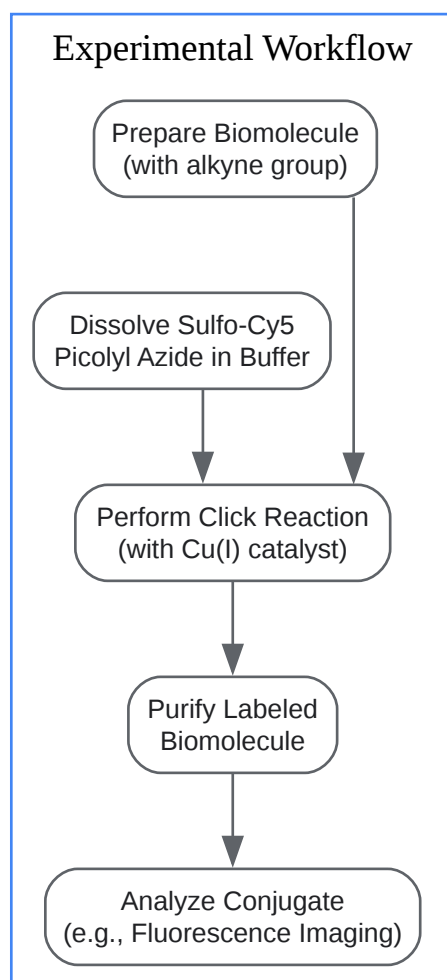 Experimental Workflow
Prepare Biomolecule
(with alkyne group)
Dissolve Sulfo-Cy5
Picolyl Azide in Buffer
Perform Click Reaction
(with Cu(I) catalyst)
Purify Labeled
Biomolecule
Analyze Conjugate
(e.g., Fluorescence Imaging)